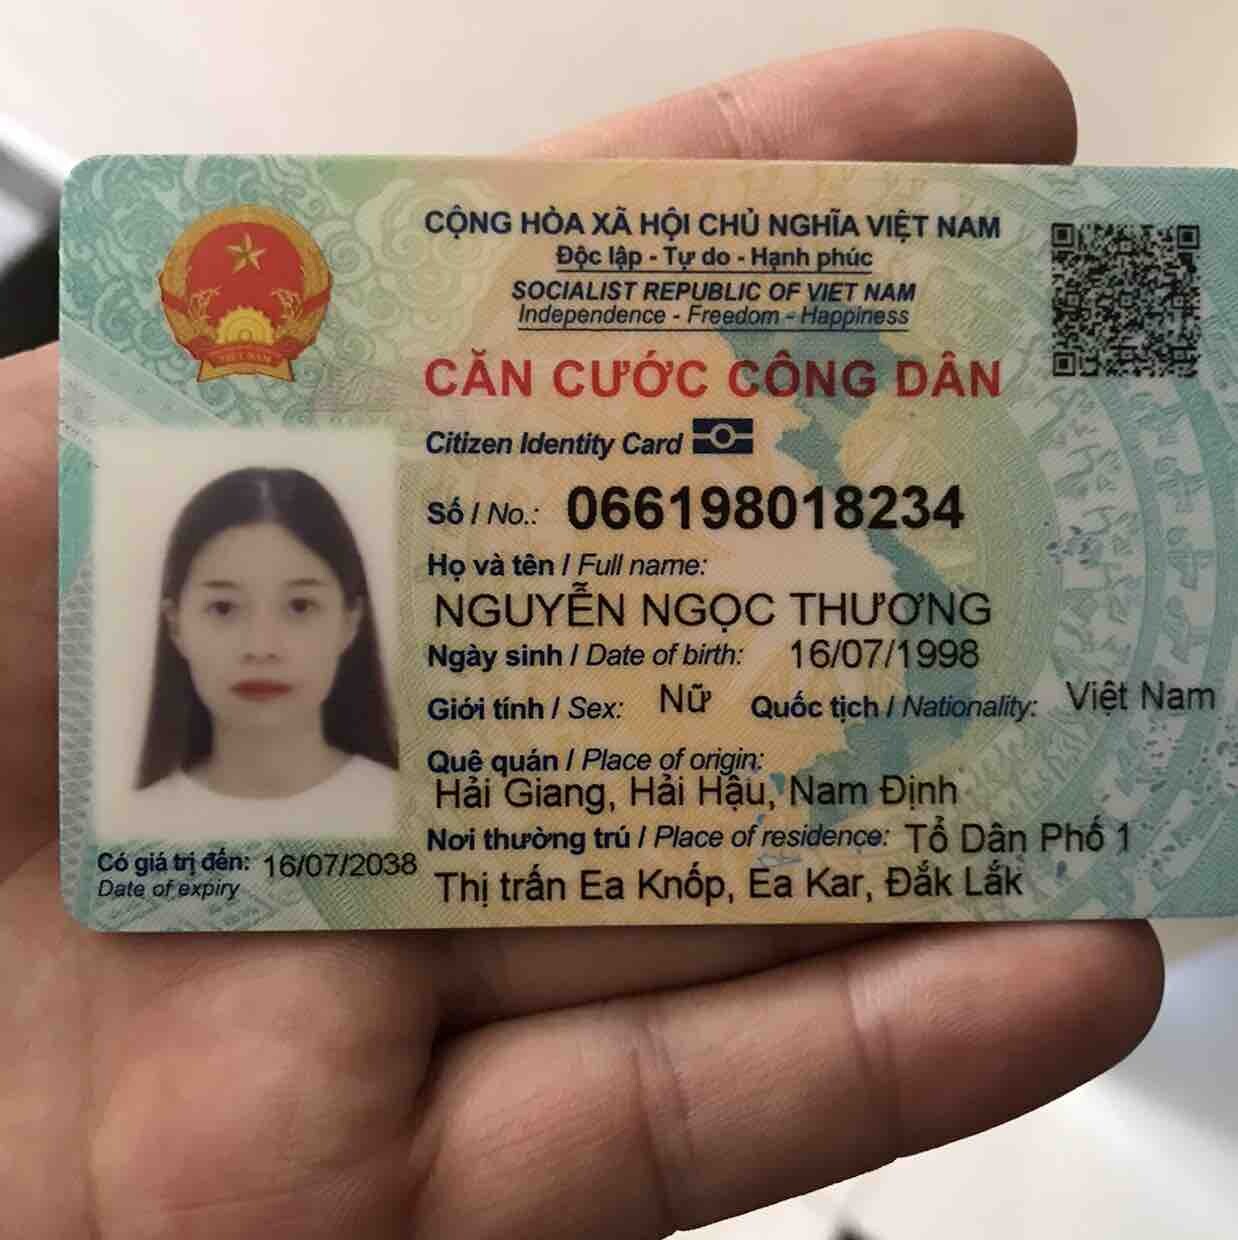 CỘNG HÒA XÃ HỘI CHỦ NGHĨA VIỆT NAM
Độc lập - Tự do - Hạnh phúc
SOCIALIST REPUBLIC OF VIET NAM
Independence - Freedom - Happiness
CĂN CƯỚC CÔNG DÂN
Citizen Identity Card
Số / No.: 066198018234
Họ và tên / Full name:
NGUYỄN NGỌC THƯƠNG
Ngày sinh / Date of birth: 16/07/1998
Giới tính / Sex: Nữ Quốc tịch / Nationality: Việt Nam
Quê quán / Place of origin:
Hải Giang, Hải Hậu, Nam Định
Nơi thường trú / Place of residence: Tổ Dân Phố 1
Thị trấn Ea Knốp, Ea Kar, Đắk Lắk
Có giá trị đến: 16/07/2038
Date of expiry
VIỆT NAM